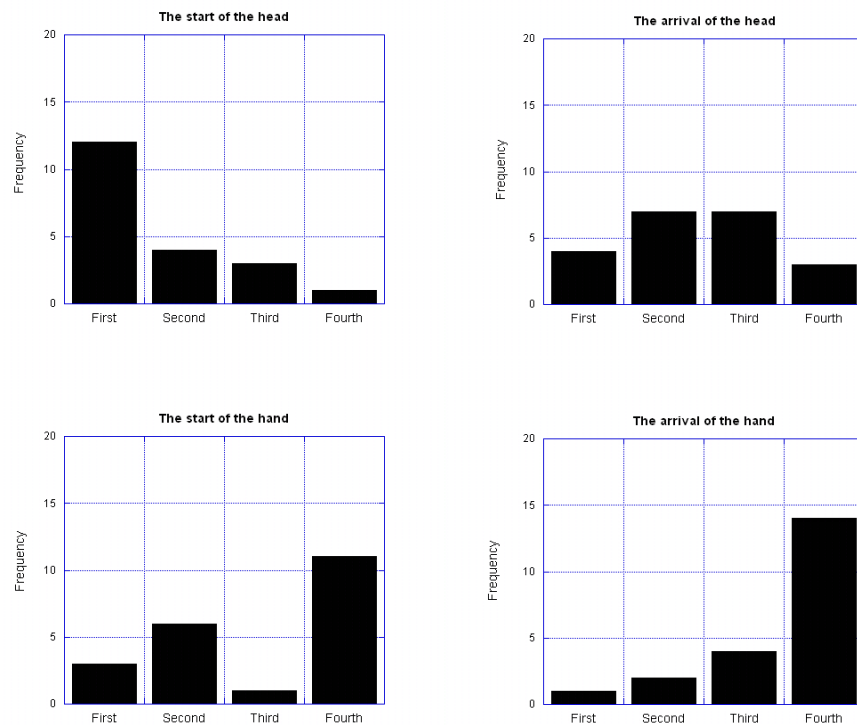 The start of the head
20
15
10
5
0
Frequency
First Second Third Fourth
The arrival of the head
20
15
10
5
0
Frequency
First Second Third Fourth
The start of the hand
20
15
10
5
0
Frequency
First Second Third Fourth
The arrival of the hand
20
15
10
5
0
Frequency
First Second Third Fourth